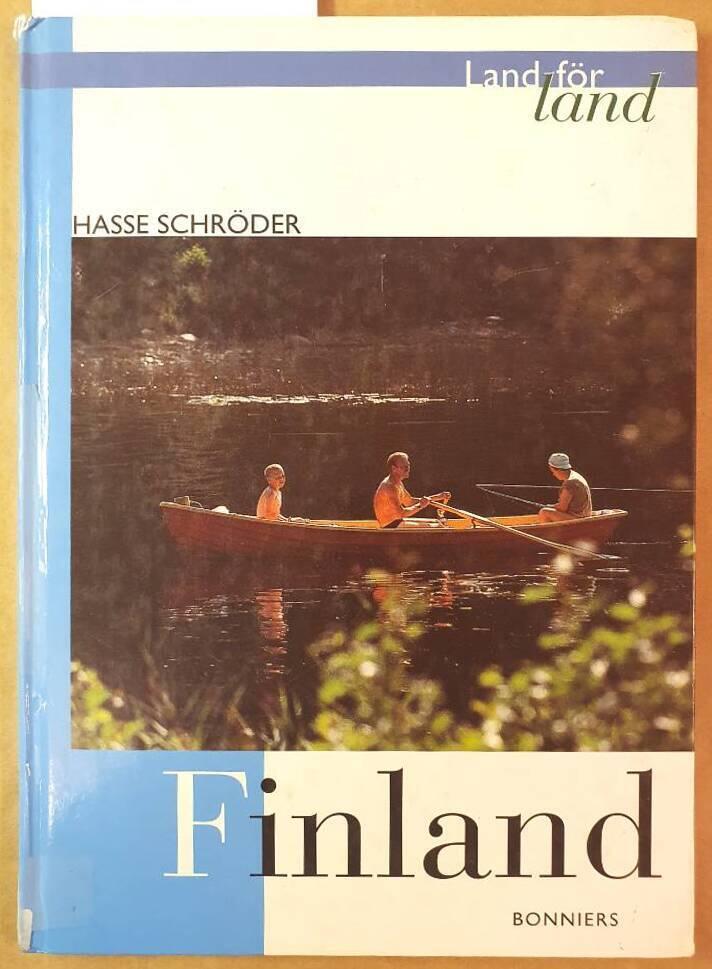 Land för
land
HASSE SCHRÖDER
Finland
BONNIERS